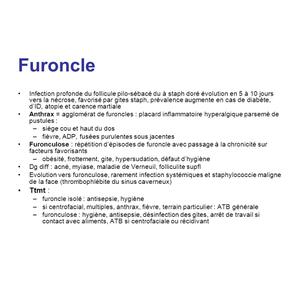 Furoncle
• Infection profonde du follicule pilo-sébacé du à staph doré évolution en 5 à 10 jours
vers la nécrose, favorisé par gites staph, prévalence augmente en cas de diabète,
d'ID, atopie et carence martiale
• Anthrax = agglomérat de furoncles : placard inflammatoire hyperalgique parsemé de
pustules :
– siège cou et haut du dos
– fièvre, ADP, fusées purulentes sous jacentes
• Furonculose : répétition d'épisodes de furoncle avec passage à la chronicité sur
facteurs favorisants
– obésité, frottement, gite, hypersudation, défaut d'hygiène
• Dg diff : acné, myiase, maladie de Verneuil, folliculite supfl
• Evolution vers furonculose, rarement infection systémiques et staphylococcie maligne
de la face (thrombophlébite du sinus caverneux)
• Ttmt :
– furoncle isolé : antisepsie, hygiène
– si centrofacial, multiples, anthrax, fièvre, terrain particulier : ATB générale
– furonculose : hygiène, antisepsie, désinfection des gites, arrêt de travail si
contact avec aliments, ATB si centrofaciale ou récidivant